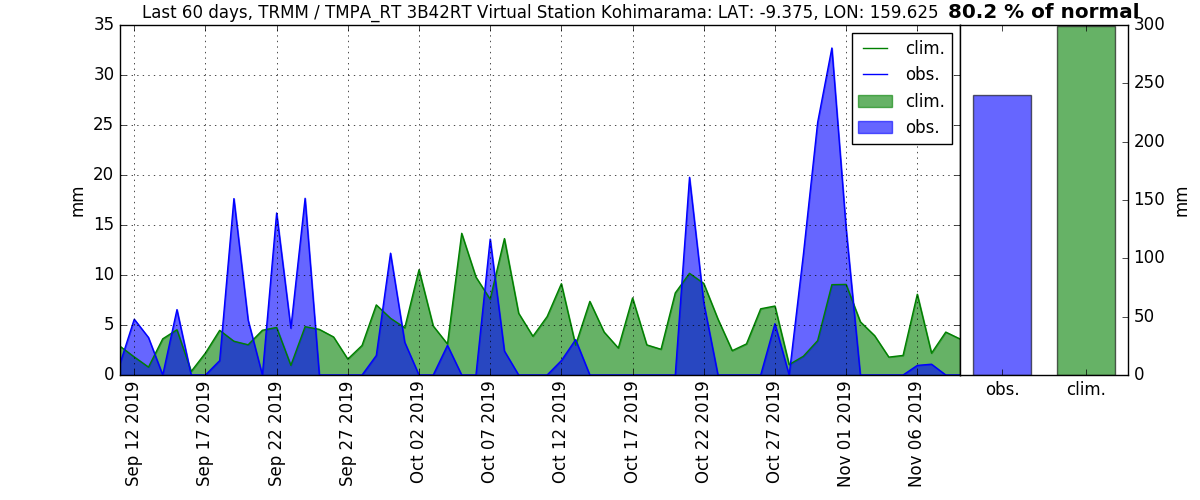 Last 60 days, TRMM / TMPA_RT 3B42RT Virtual Station Kohimarama: LAT: -9.375, LON: 159.625 80.2 % of normal
35
30
25
20
15
10
5
0
mm
clim.
obs.
clim.
obs.
Sep 12 2019
Sep 17 2019
Sep 22 2019
Sep 27 2019
Oct 02 2019
Oct 07 2019
Oct 12 2019
Oct 17 2019
Oct 22 2019
Oct 27 2019
Nov 01 2019
Nov 06 2019
300
250
200
150
100
50
0
mm
obs.
clim.